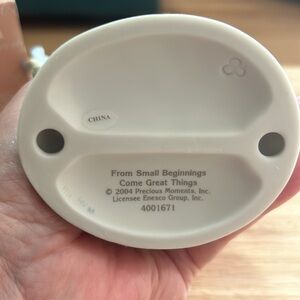 CHINA
From Small Beginnings
Come Great Things
© 2004 Precious Moments, Inc.
Licensee Enesco Group, Inc.
4001671